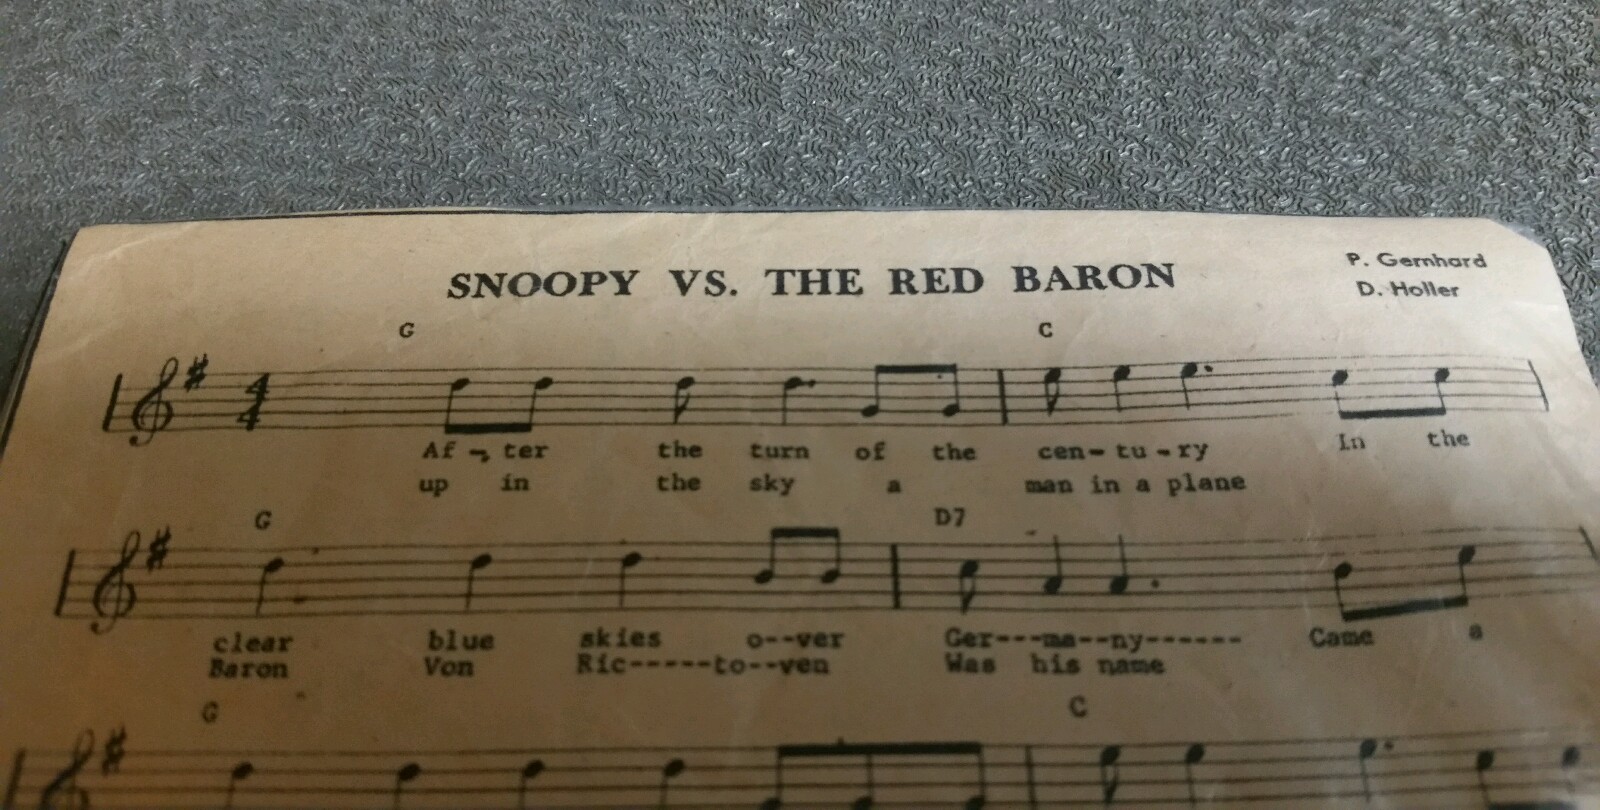 SNOOPY VS. THE RED BARON
P. Gernhard
D. Holler
G C
4
4
Af - ter the turn of the cen- tu - ry In the
up in the sky a man in a plane
G D7
clear blue skies o--ver Ger---ma--ny------ Came a
Baron Von Ric-----to--ven Was his name
G C